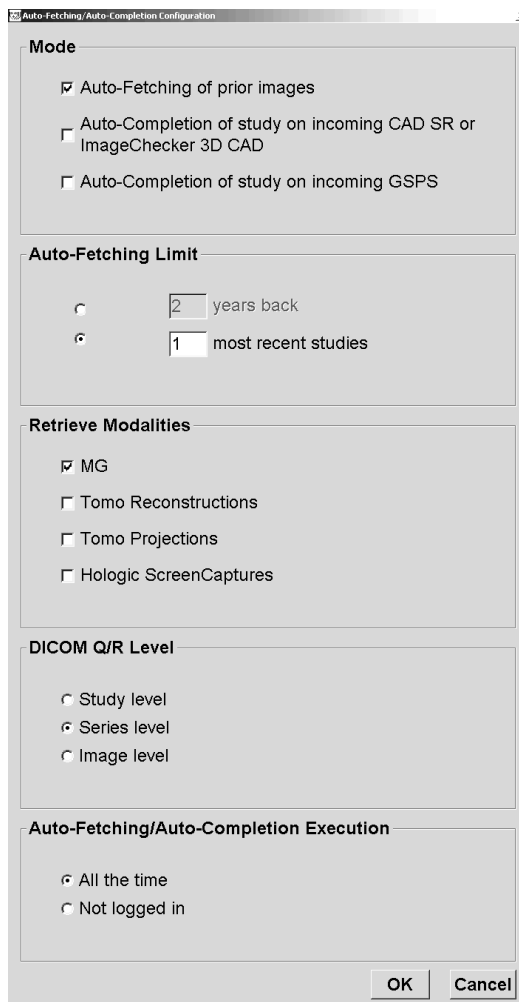 Auto-Fetching/Auto-Completion Configuration
Mode
Auto-Fetching of prior images
Auto-Completion of study on incoming CAD SR or
ImageChecker 3D CAD
Auto-Completion of study on incoming GSPS
Auto-Fetching Limit
2 years back
1 most recent studies
Retrieve Modalities
MG
Tomo Reconstructions
Tomo Projections
Hologic ScreenCaptures
DICOM Q/R Level
Study level
Series level
Image level
Auto-Fetching/Auto-Completion Execution
All the time
Not logged in
OK Cancel